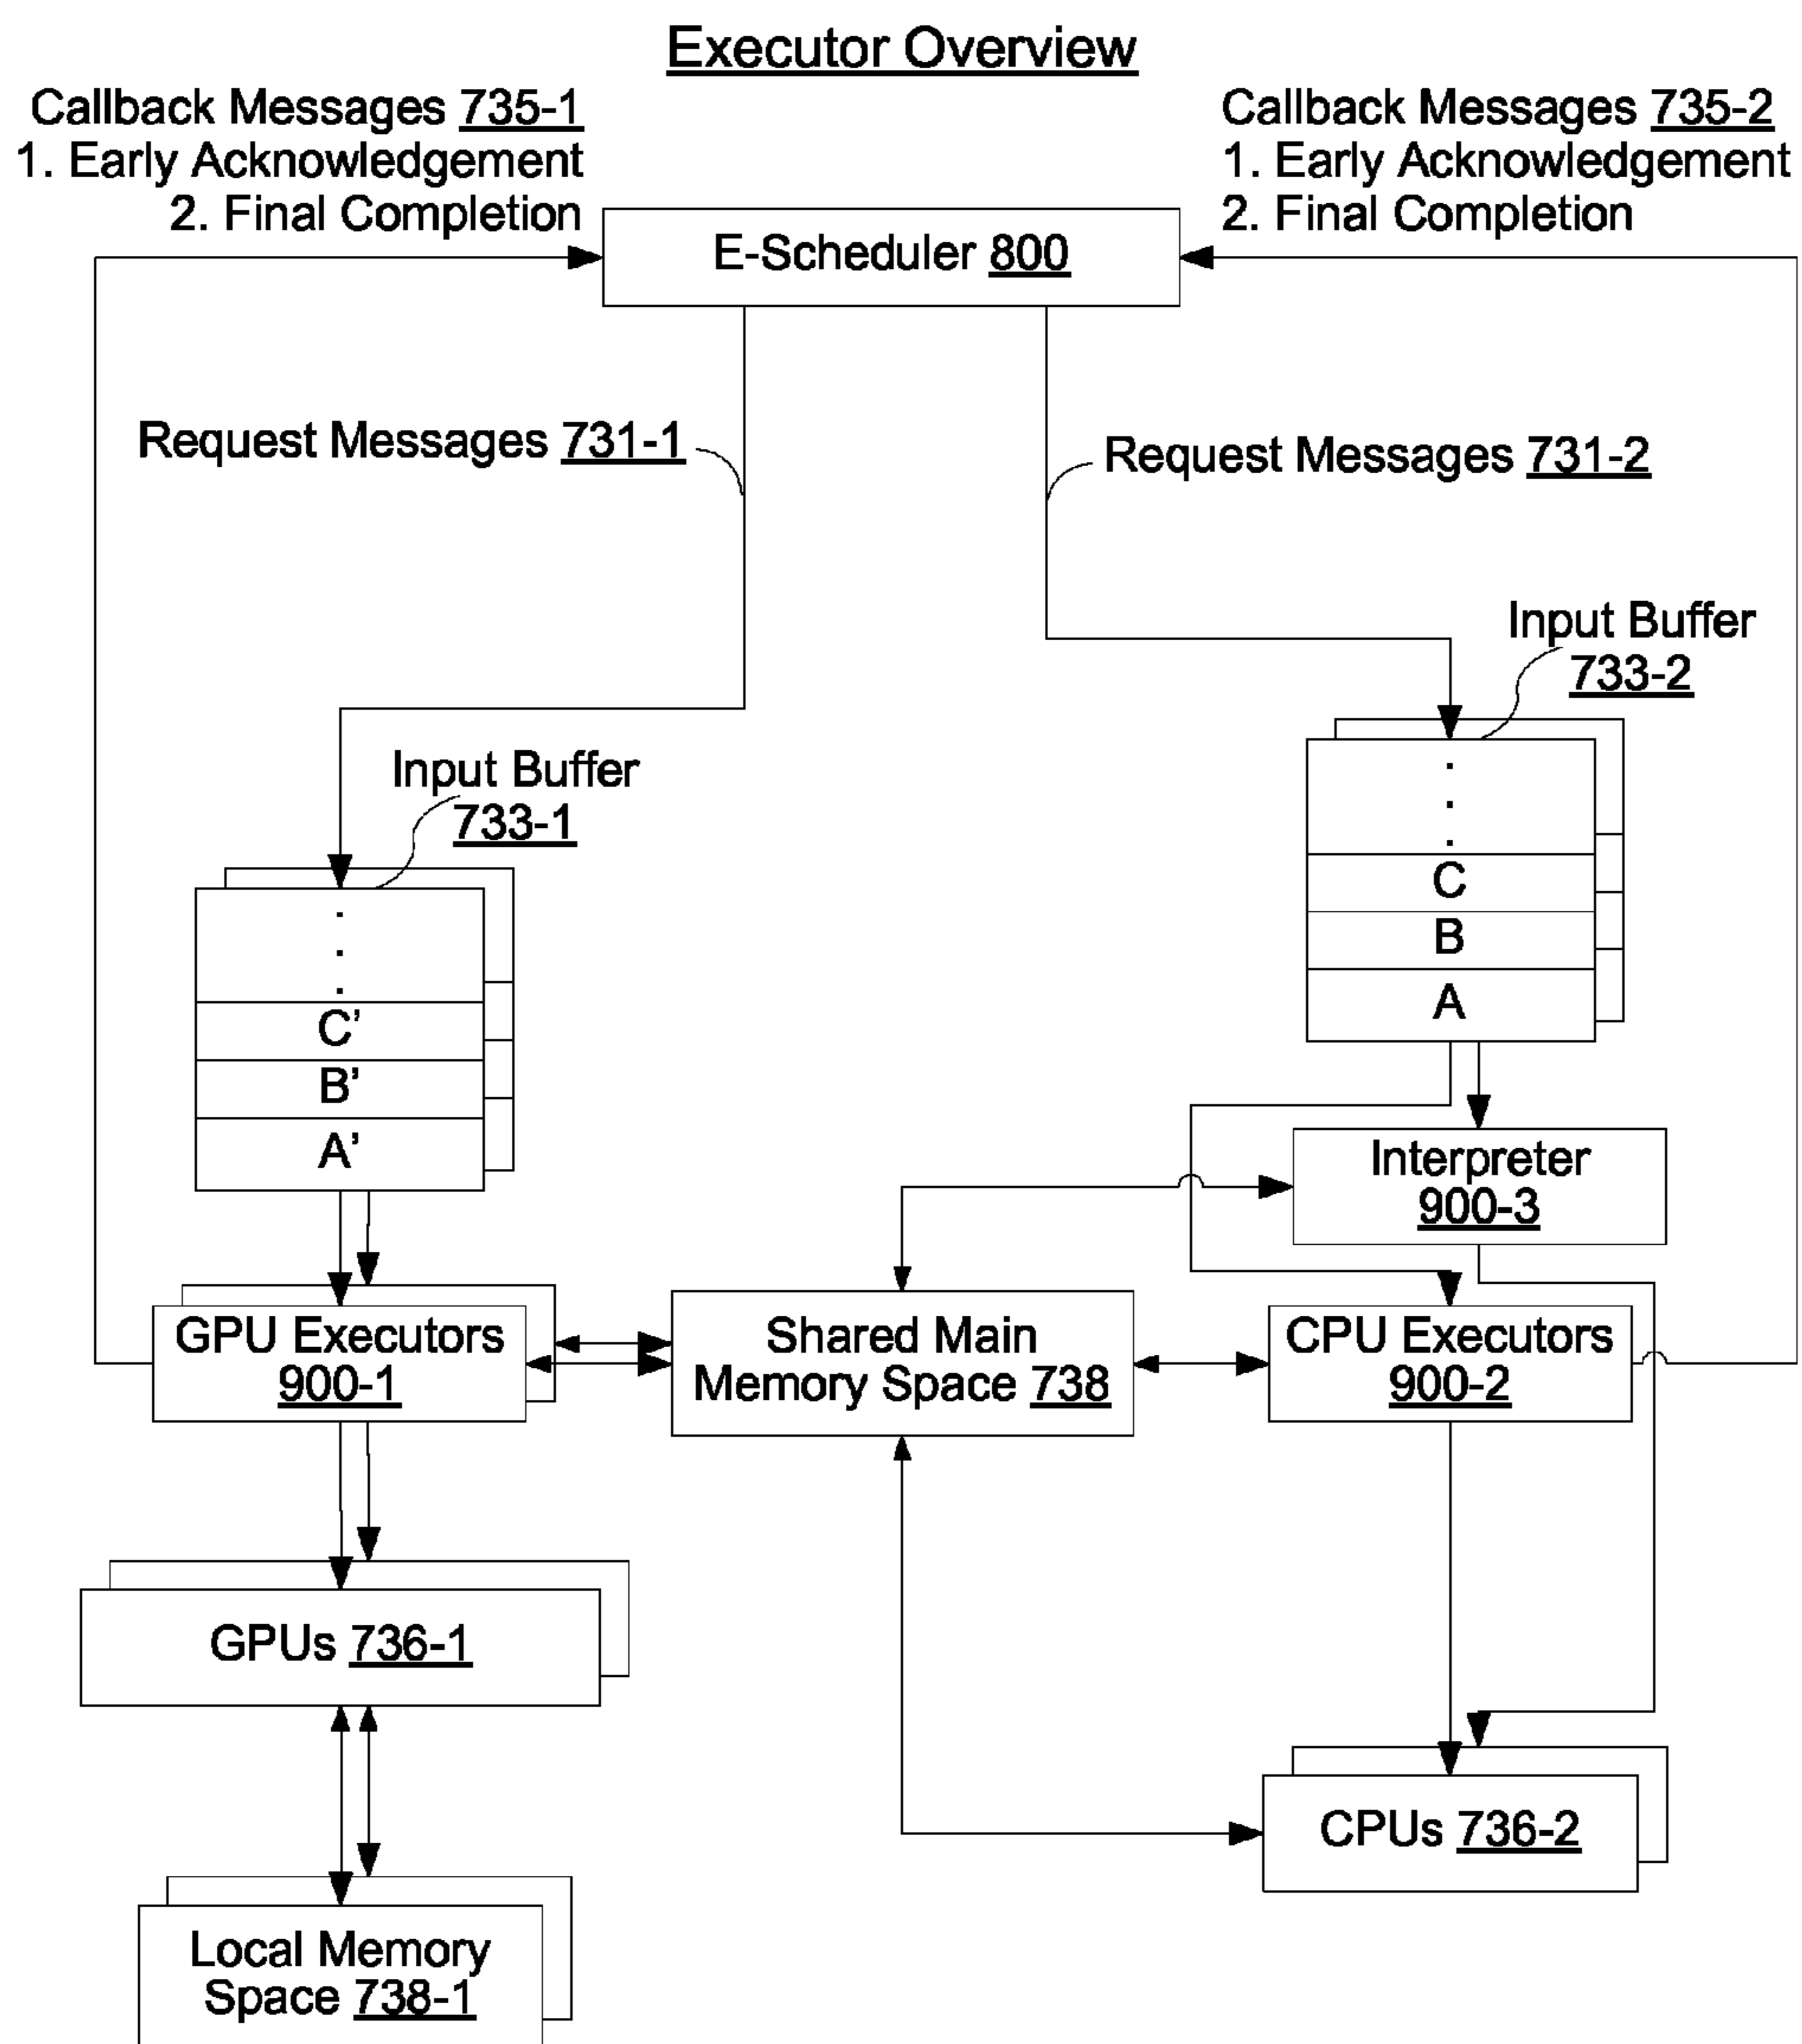 Executor Overview
Callback Messages 735-1
1. Early Acknowledgement
2. Final Completion
Callback Messages 735-2
1. Early Acknowledgement
2. Final Completion
E-Scheduler 800
Request Messages 731-1
Request Messages 731-2
Input Buffer
733-2
Input Buffer
733-1
.
.
.
C
B
A
.
.
.
C’
B’
A’
Interpreter
900-3
GPU Executors
900-1
Shared Main
Memory Space 738
CPU Executors
900-2
GPUs 736-1
CPUs 736-2
Local Memory
Space 738-1